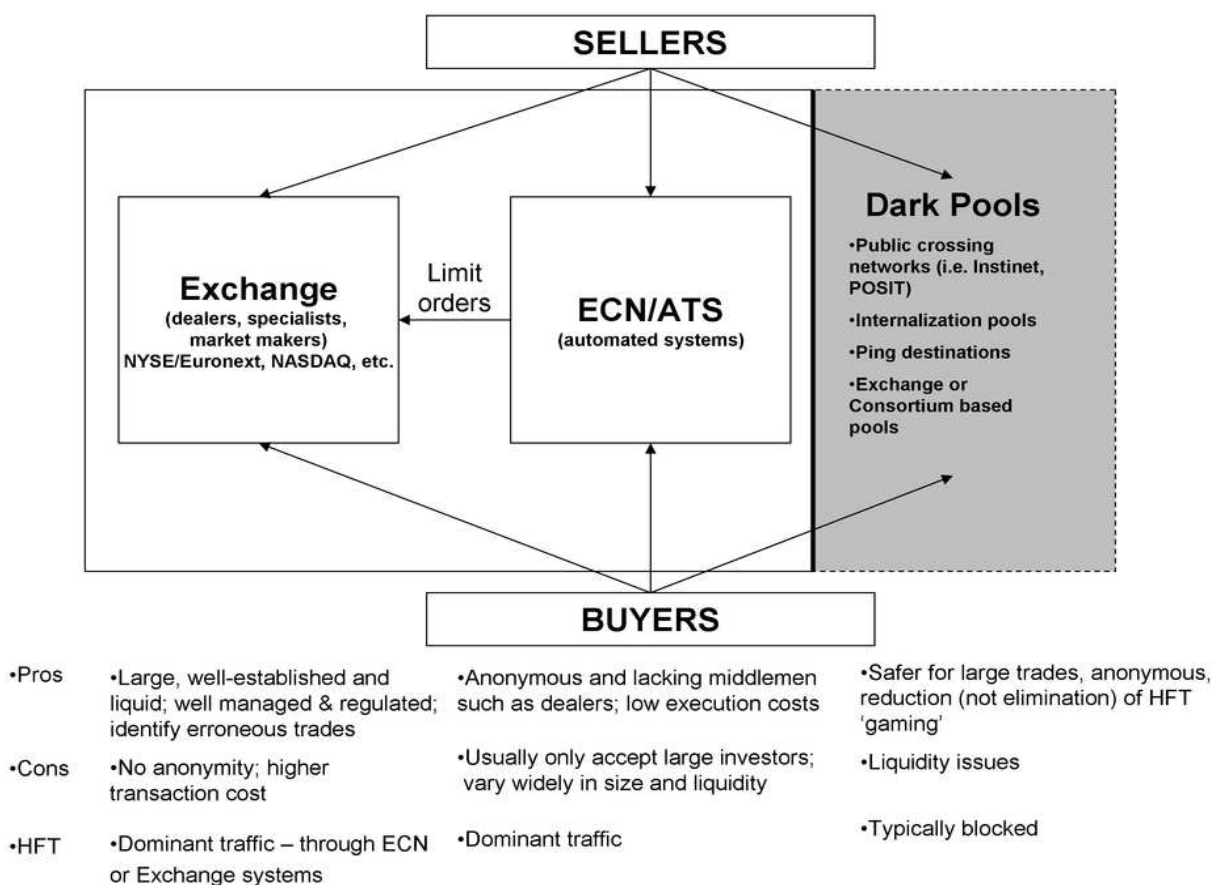 SELLERS
Dark Pools
•Public crossing
networks (i.e. Instinet,
POSIT)
•Internalization pools
•Ping destinations
•Exchange or
Consortium based
pools
Exchange
(dealers, specialists,
market makers)
NYSE/Euronext, NASDAQ, etc.
Limit
orders
ECN/ATS
(automated systems)
BUYERS
•Pros
•Large, well-established and
liquid; well managed & regulated;
identify erroneous trades
•Anonymous and lacking middlemen
such as dealers; low execution costs
•Safer for large trades, anonymous,
reduction (not elimination) of HFT
‘gaming’
•Cons
•No anonymity; higher
transaction cost
•Usually only accept large investors;
vary widely in size and liquidity
•Liquidity issues
•HFT
•Dominant traffic – through ECN
or Exchange systems
•Dominant traffic
•Typically blocked